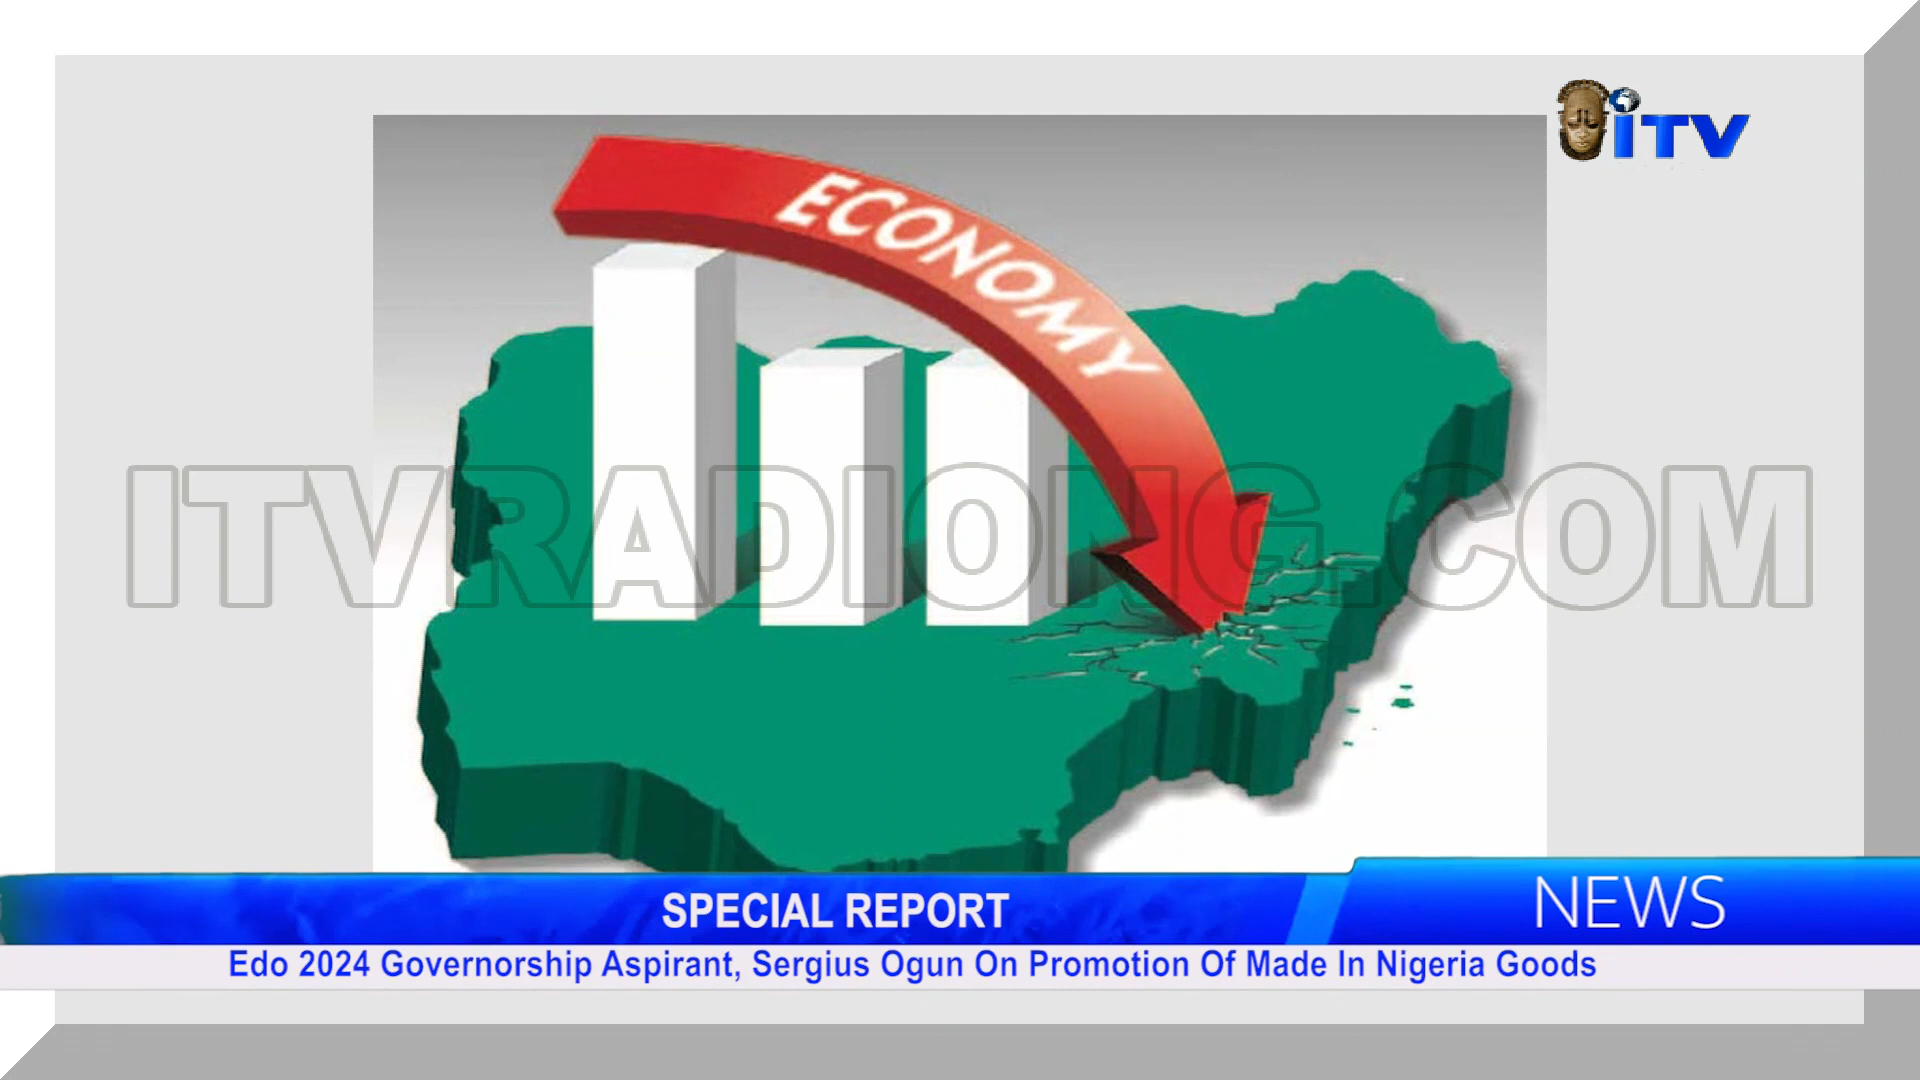 iTV
ECONOMY
ITVRADIONG.COM
SPECIAL REPORT
NEWS
Edo 2024 Governorship Aspirant, Sergius Ogun On Promotion Of Made In Nigeria Goods